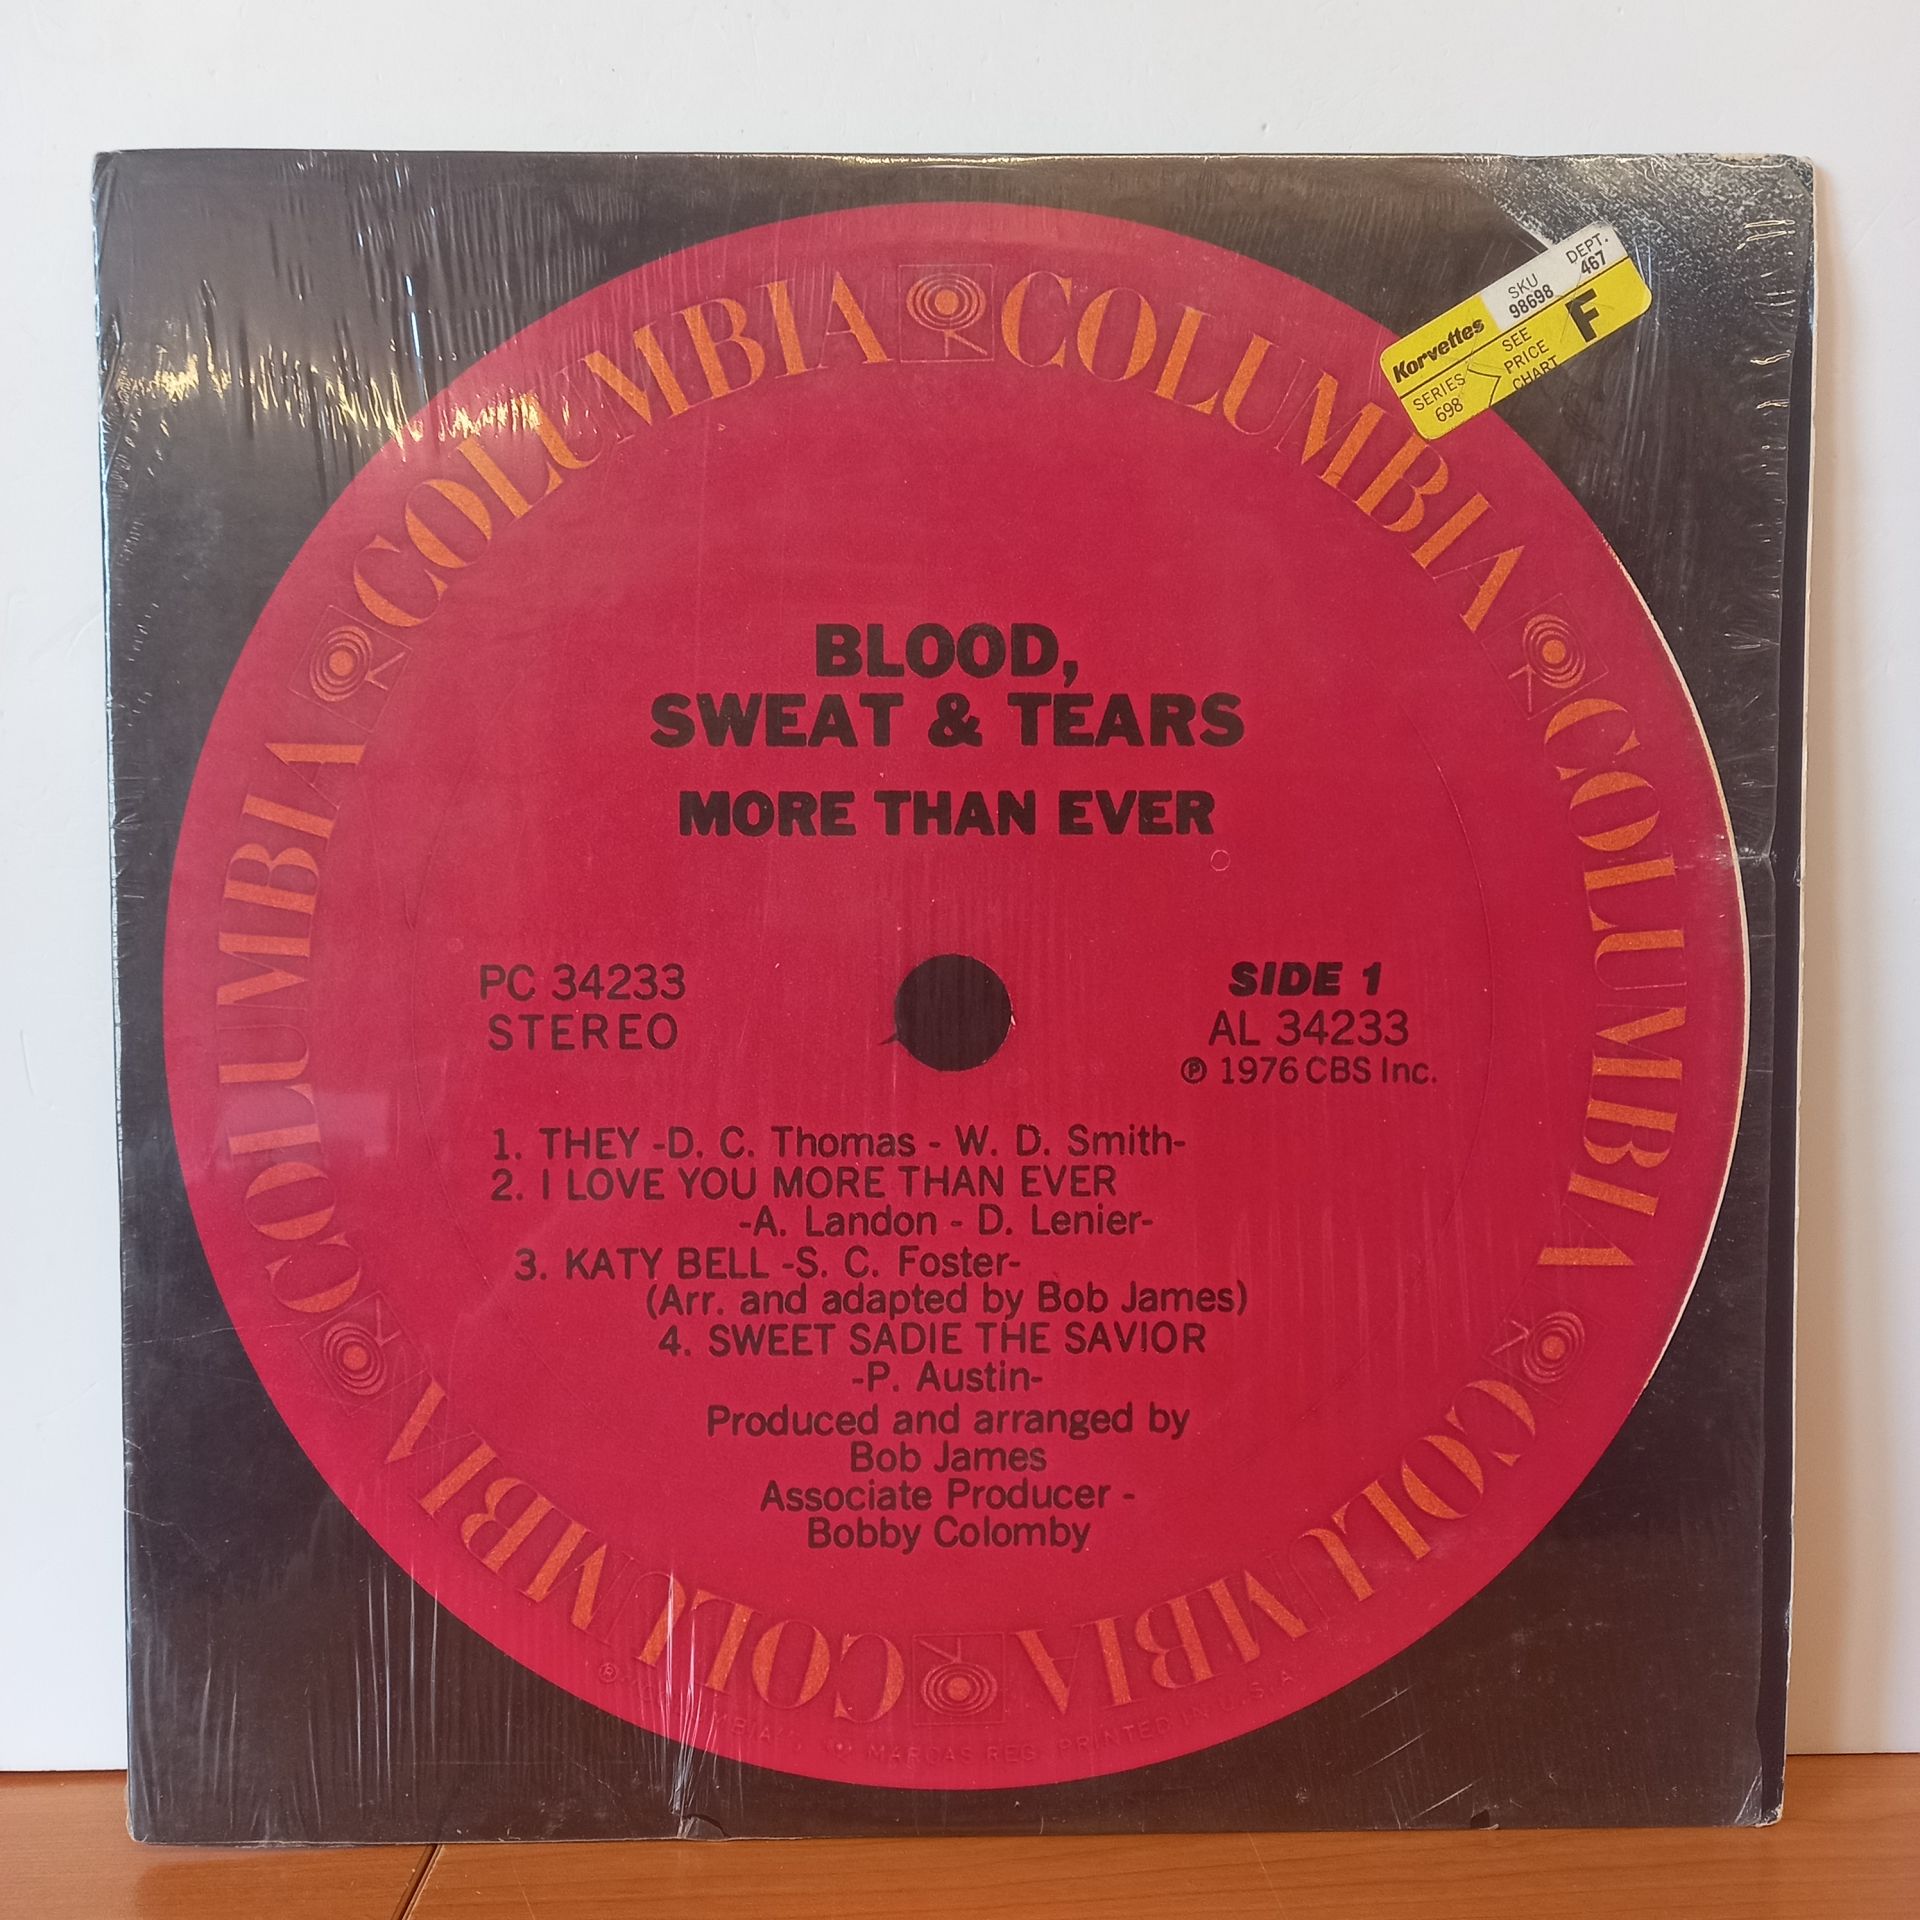 COLUMBIA COLUMBIA COLUMBIA COLUMBIA COLUMBIA COLUMBIA
Korvettes
SKU
98698
DEPT.
467
SERIES
698
SEE
PRICE
CHART
F
BLOOD,
SWEAT & TEARS
MORE THAN EVER
PC 34233
STEREO
SIDE 1
AL 34233
℗ 1976 CBS Inc.
1. THEY -D. C. Thomas - W. D. Smith-
2. I LOVE YOU MORE THAN EVER
-A. Landon - D. Lenier-
3. KATY BELL -S. C. Foster-
(Arr. and adapted by Bob James)
4. SWEET SADIE THE SAVIOR
-P. Austin-
Produced and arranged by
Bob James
Associate Producer -
Bobby Colomby
MARCAS REG. PRINTED IN U.S.A.